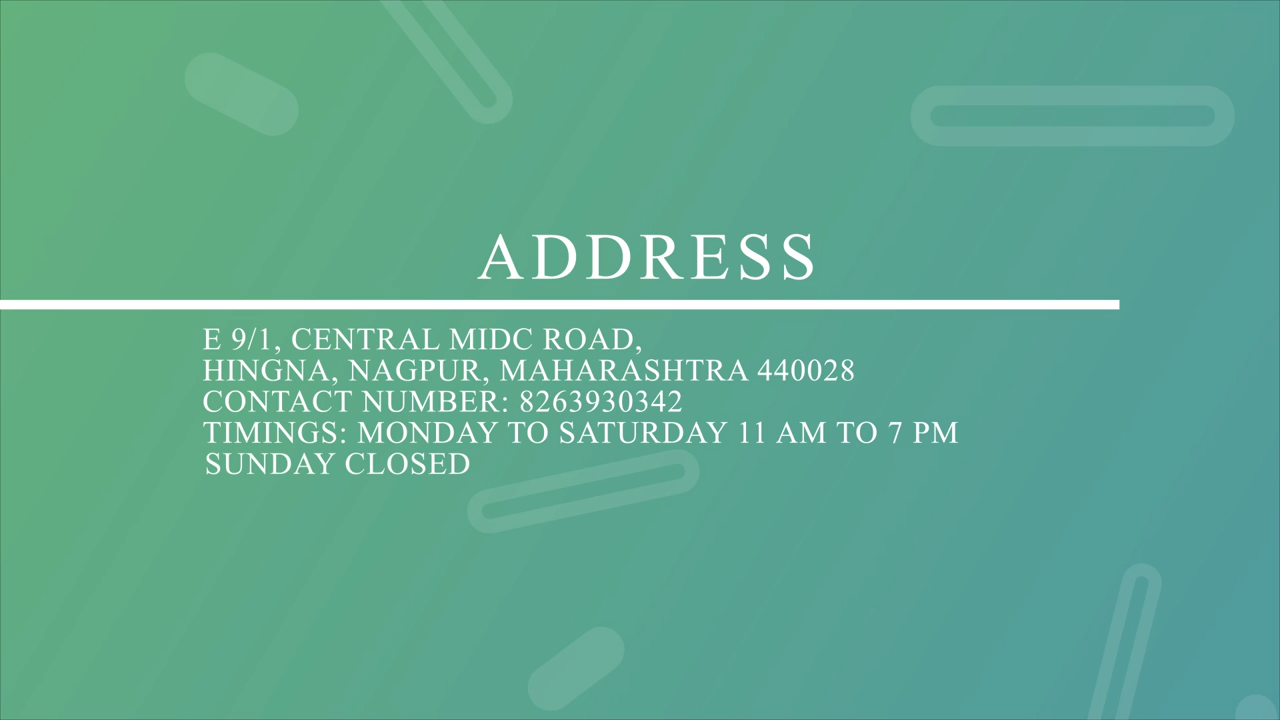 ADDRESS
E 9/1, CENTRAL MIDC ROAD,
HINGNA, NAGPUR, MAHARASHTRA 440028
CONTACT NUMBER: 8263930342
TIMINGS: MONDAY TO SATURDAY 11 AM TO 7 PM
SUNDAY CLOSED